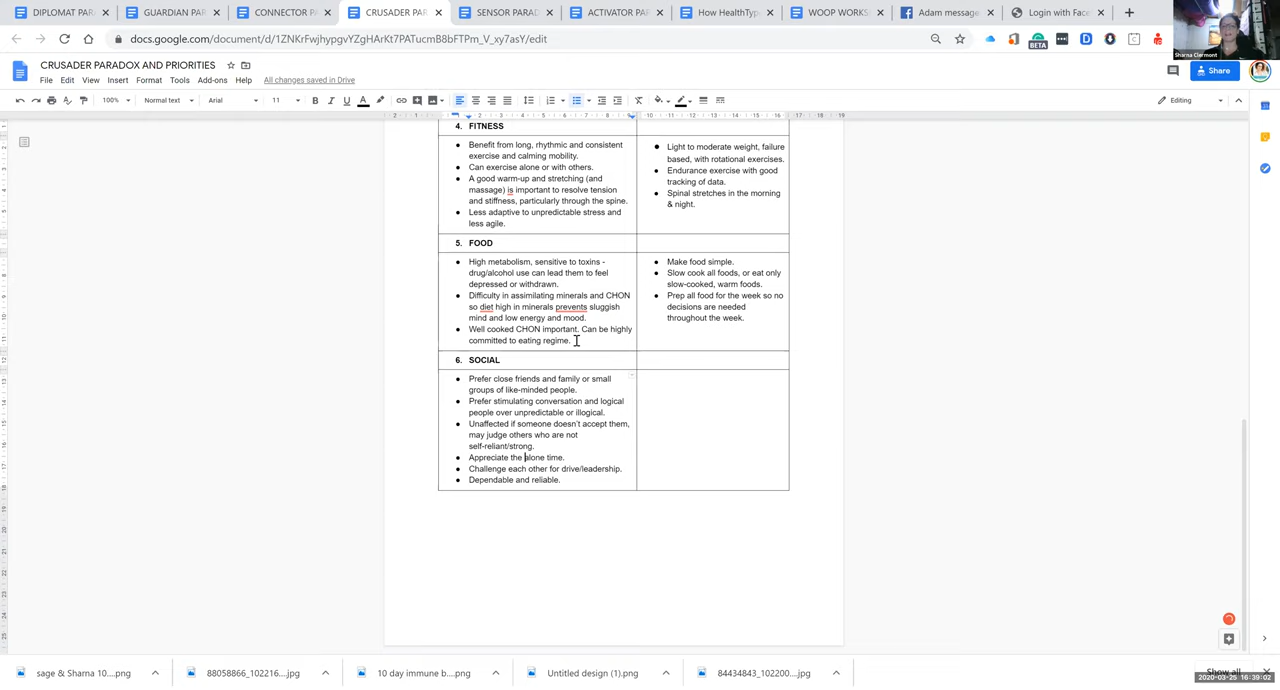 DIPLOMAT PAR
GUARDIAN PAR
CONNECTOR P
CRUSADER PAR
SENSOR PARAD
ACTIVATOR PAR
How HealthTyp
WOOP WORKS
Adam message
Login with Face
docs.google.com/document/d/1ZNKrFwjhypgvYZgHArKt7PATucmB8bFTPm_V_xy7asY/edit
BETA
Sharna Clermont
CRUSADER PARADOX AND PRIORITIES
File Edit View Insert Format Tools Add-ons Help All changes saved in Drive
Share
100% Normal text Arial 11 B I U A Editing
4. FITNESS
Benefit from long, rhythmic and consistent
exercise and calming mobility.
Can exercise alone or with others.
A good warm-up and stretching (and
massage) is important to resolve tension
and stiffness, particularly through the spine.
Less adaptive to unpredictable stress and
less agile.
Light to moderate weight, failure
based, with rotational exercises.
Endurance exercise with good
tracking of data.
Spinal stretches in the morning
& night.
5. FOOD
High metabolism, sensitive to toxins -
drug/alcohol use can lead them to feel
depressed or withdrawn.
Difficulty in assimilating minerals and CHON
so diet high in minerals prevents sluggish
mind and low energy and mood.
Well cooked CHON important. Can be highly
committed to eating regime.
Make food simple.
Slow cook all foods, or eat only
slow-cooked, warm foods.
Prep all food for the week so no
decisions are needed
throughout the week.
6. SOCIAL
Prefer close friends and family or small
groups of like-minded people.
Prefer stimulating conversation and logical
people over unpredictable or illogical.
Unaffected if someone doesn't accept them,
may judge others who are not
self-reliant/strong.
Appreciate the alone time.
Challenge each other for drive/leadership.
Dependable and reliable.
sage & Sharna 10....png
88058866_102216....jpg
10 day immune b....png
Untitled design (1).png
84434843_102200....jpg
Show all
2020-03-25 16:39:02